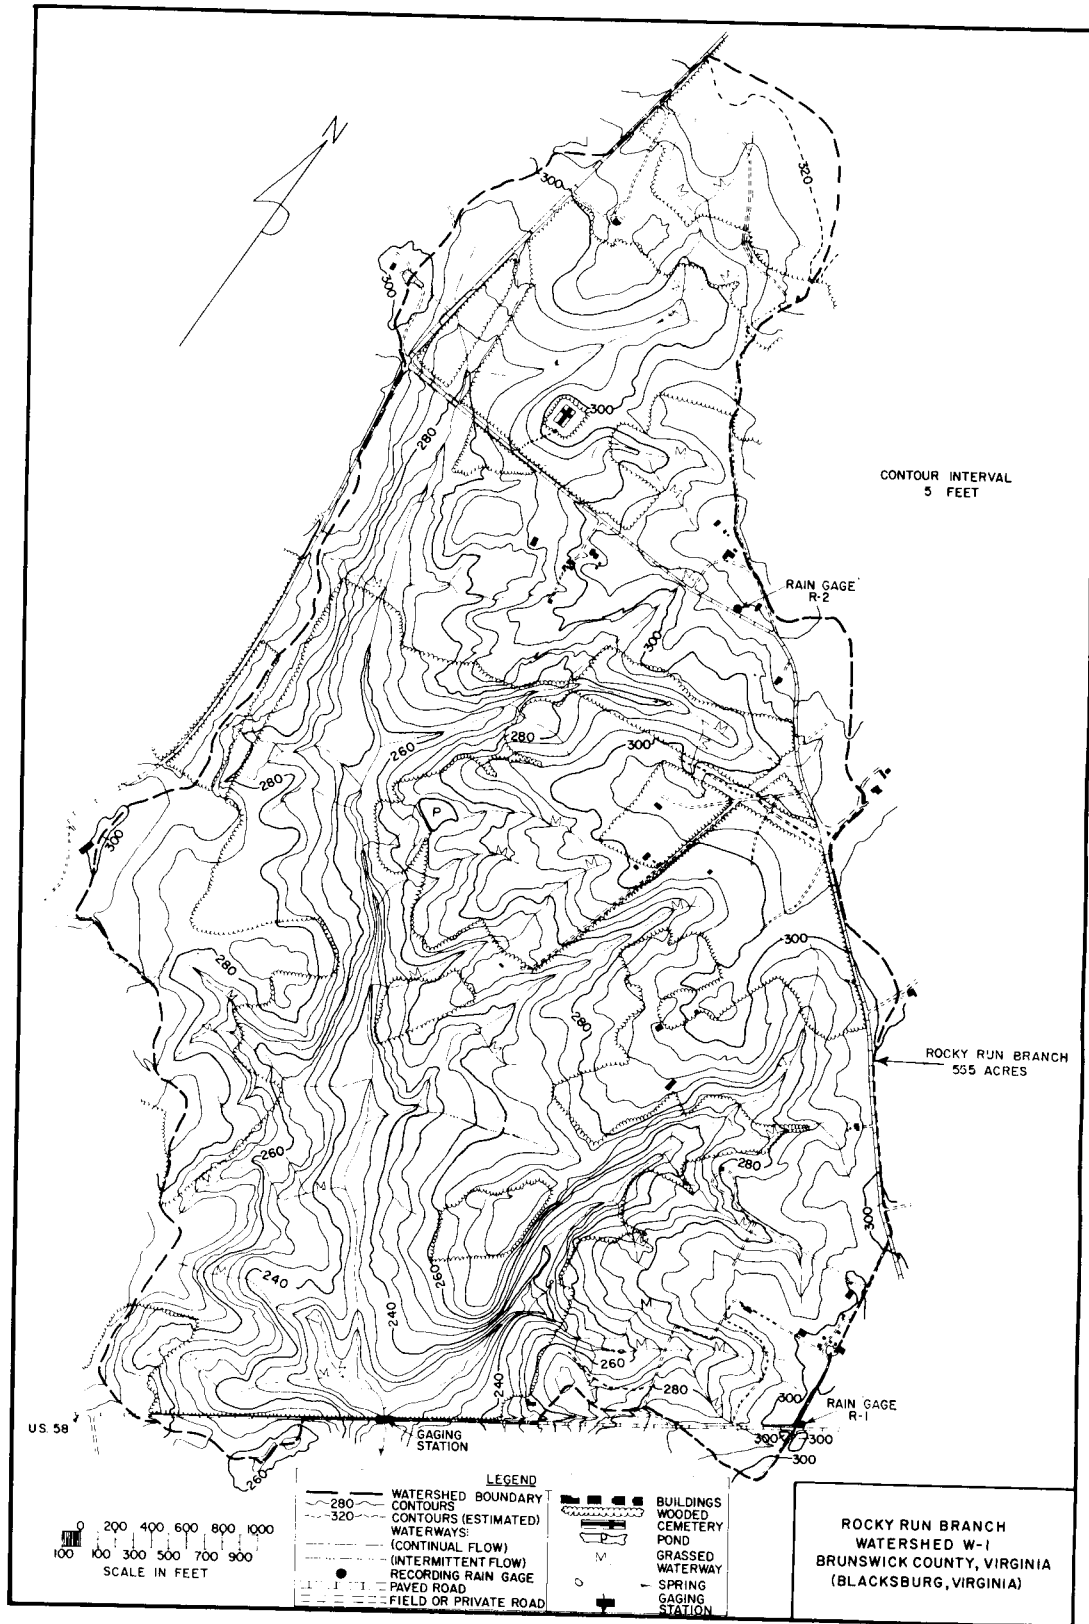 N
300
320
300
300
280
CONTOUR INTERVAL
5 FEET
M
M
M
M
M
RAIN GAGE
R-2
300
M
260
280
300
M
280
P
M
M
M
300
M
300
280
M
M
280
M
M
M
ROCKY RUN BRANCH
555 ACRES
260
M
M
280
M
300
M
M
240
260
240
M
M
M
M
260
240
280
M
300
RAIN GAGE
R-1
300
300
300
U.S. 58
GAGING
STATION
260
LEGEND
WATERSHED BOUNDARY
280 CONTOURS
320 CONTOURS (ESTIMATED)
WATERWAYS:
(CONTINUAL FLOW)
(INTERMITTENT FLOW)
RECORDING RAIN GAGE
PAVED ROAD
FIELD OR PRIVATE ROAD
BUILDINGS
WOODED
CEMETERY
P POND
M GRASSED
WATERWAY
SPRING
GAGING
STATION
0 200 400 600 800 1000
100 100 300 500 700 900
SCALE IN FEET
ROCKY RUN BRANCH
WATERSHED W-1
BRUNSWICK COUNTY, VIRGINIA
(BLACKSBURG, VIRGINIA)